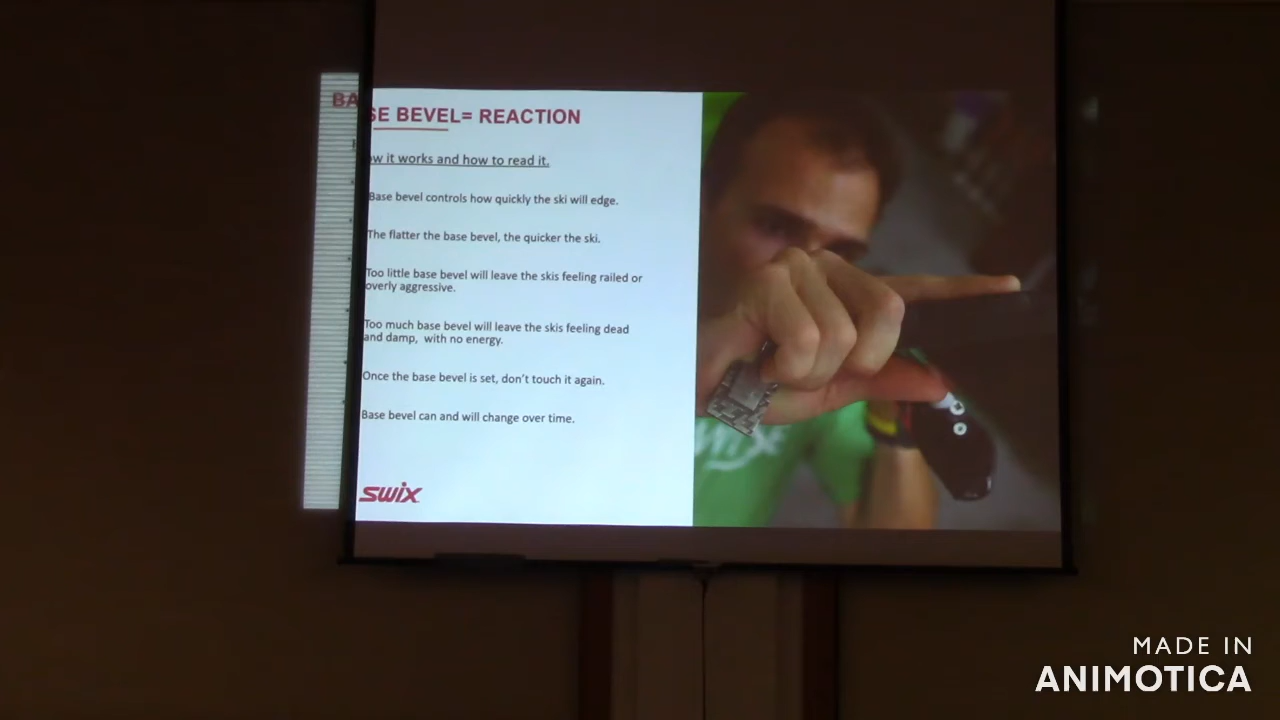 BASE BEVEL= REACTION
ow it works and how to read it.
Base bevel controls how quickly the ski will edge.
The flatter the base bevel, the quicker the ski.
Too little base bevel will leave the skis feeling railed or
overly aggressive.
Too much base bevel will leave the skis feeling dead
and damp, with no energy.
Once the base bevel is set, don't touch it again.
Base bevel can and will change over time.
SWIX
MADE IN
ANIMOTICA